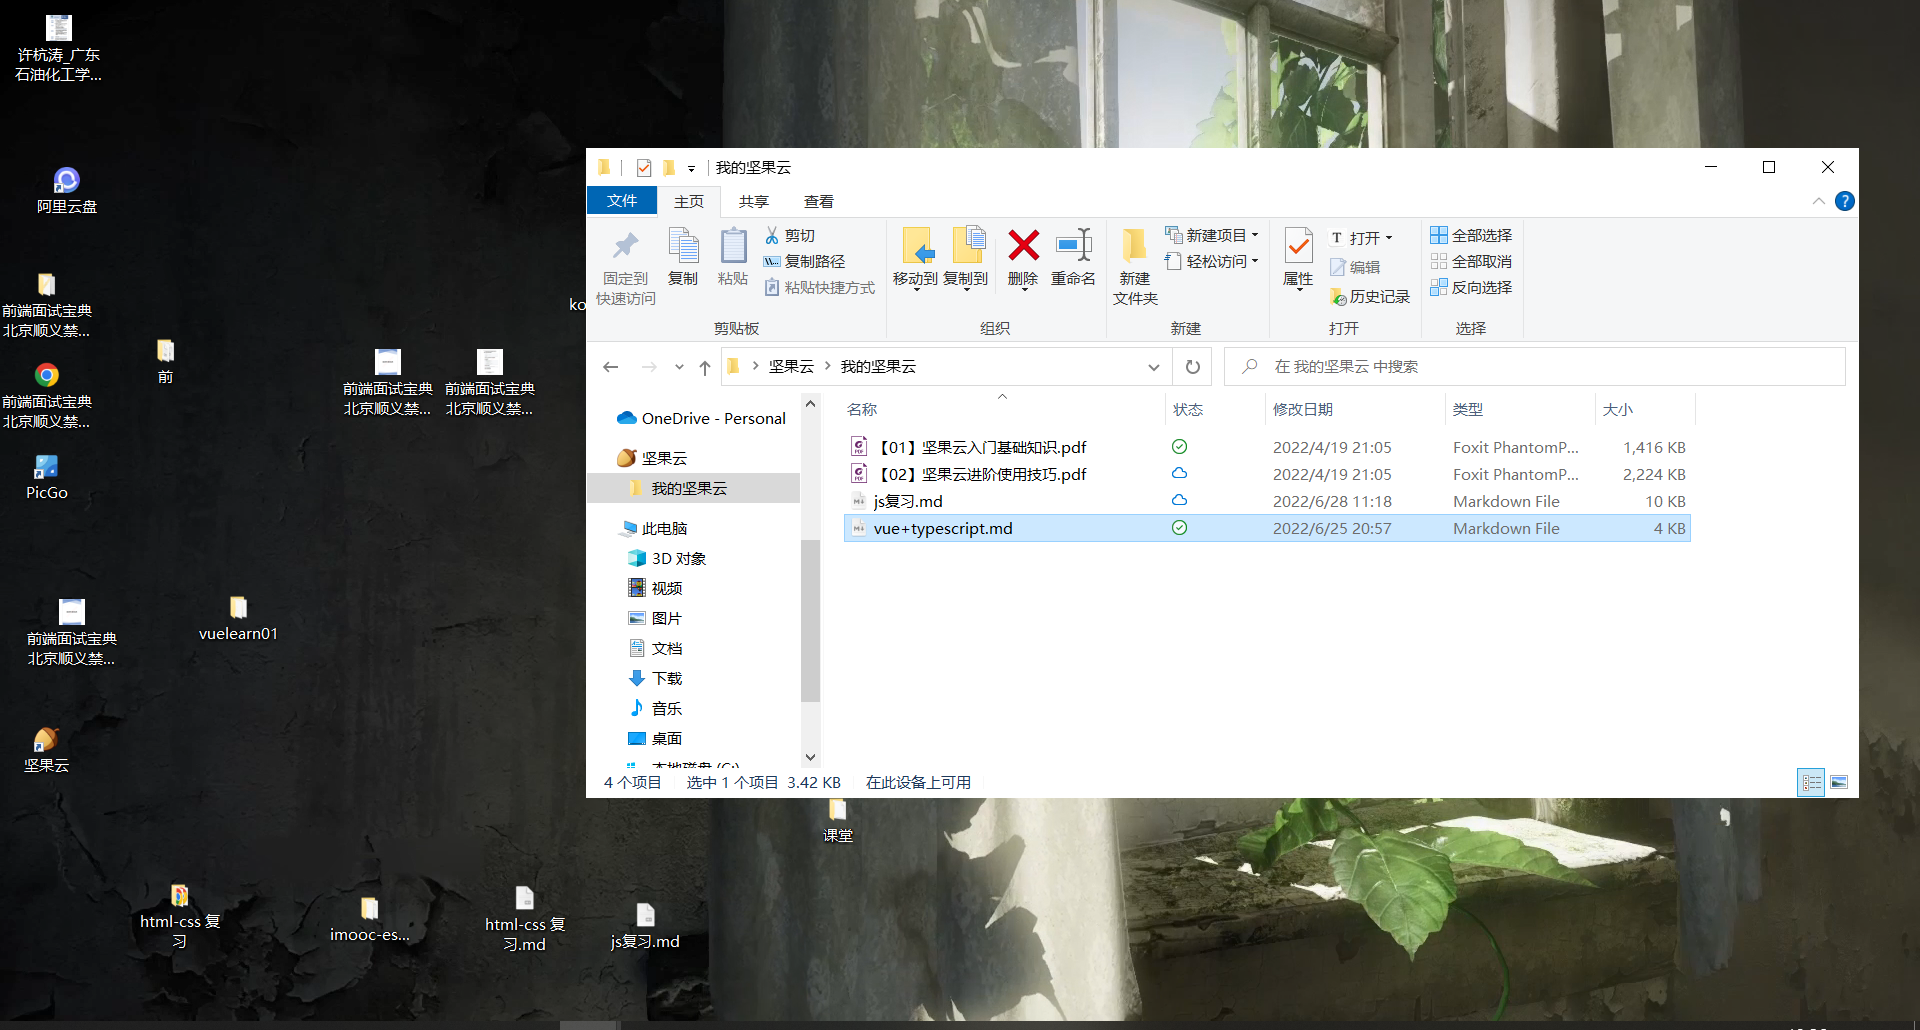 许杭涛_广东
石油化工学...
阿里云盘
前端面试宝典
北京顺义禁...
前
前端面试宝典
北京顺义禁...
前端面试宝典
北京顺义禁...
前端面试宝典
北京顺义禁...
PicGo
前端面试宝典
北京顺义禁...
vuelearn01
坚果云
html-css 复
习
imooc-es...
html-css 复
习.md
js复习.md
课堂
ko
我的坚果云
文件 主页 共享 查看
固定到
快速访问
复制
粘贴
剪切
复制路径
粘贴快捷方式
剪贴板
移动到 复制到 删除 重命名
组织
新建
文件夹
新建项目
轻松访问
新建
属性
打开
编辑
历史记录
打开
全部选择
全部取消
反向选择
选择
坚果云 我的坚果云
在 我的坚果云 中搜索
OneDrive - Personal
坚果云
我的坚果云
此电脑
3D 对象
视频
图片
文档
下载
音乐
桌面
本地磁盘 (C:)
名称 状态 修改日期 类型 大小
【01】坚果云入门基础知识.pdf 2022/4/19 21:05 Foxit PhantomP... 1,416 KB
【02】坚果云进阶使用技巧.pdf 2022/4/19 21:05 Foxit PhantomP... 2,224 KB
js复习.md 2022/6/28 11:18 Markdown File 10 KB
vue+typescript.md 2022/6/25 20:57 Markdown File 4 KB
4 个项目 选中 1 个项目 3.42 KB 在此设备上可用